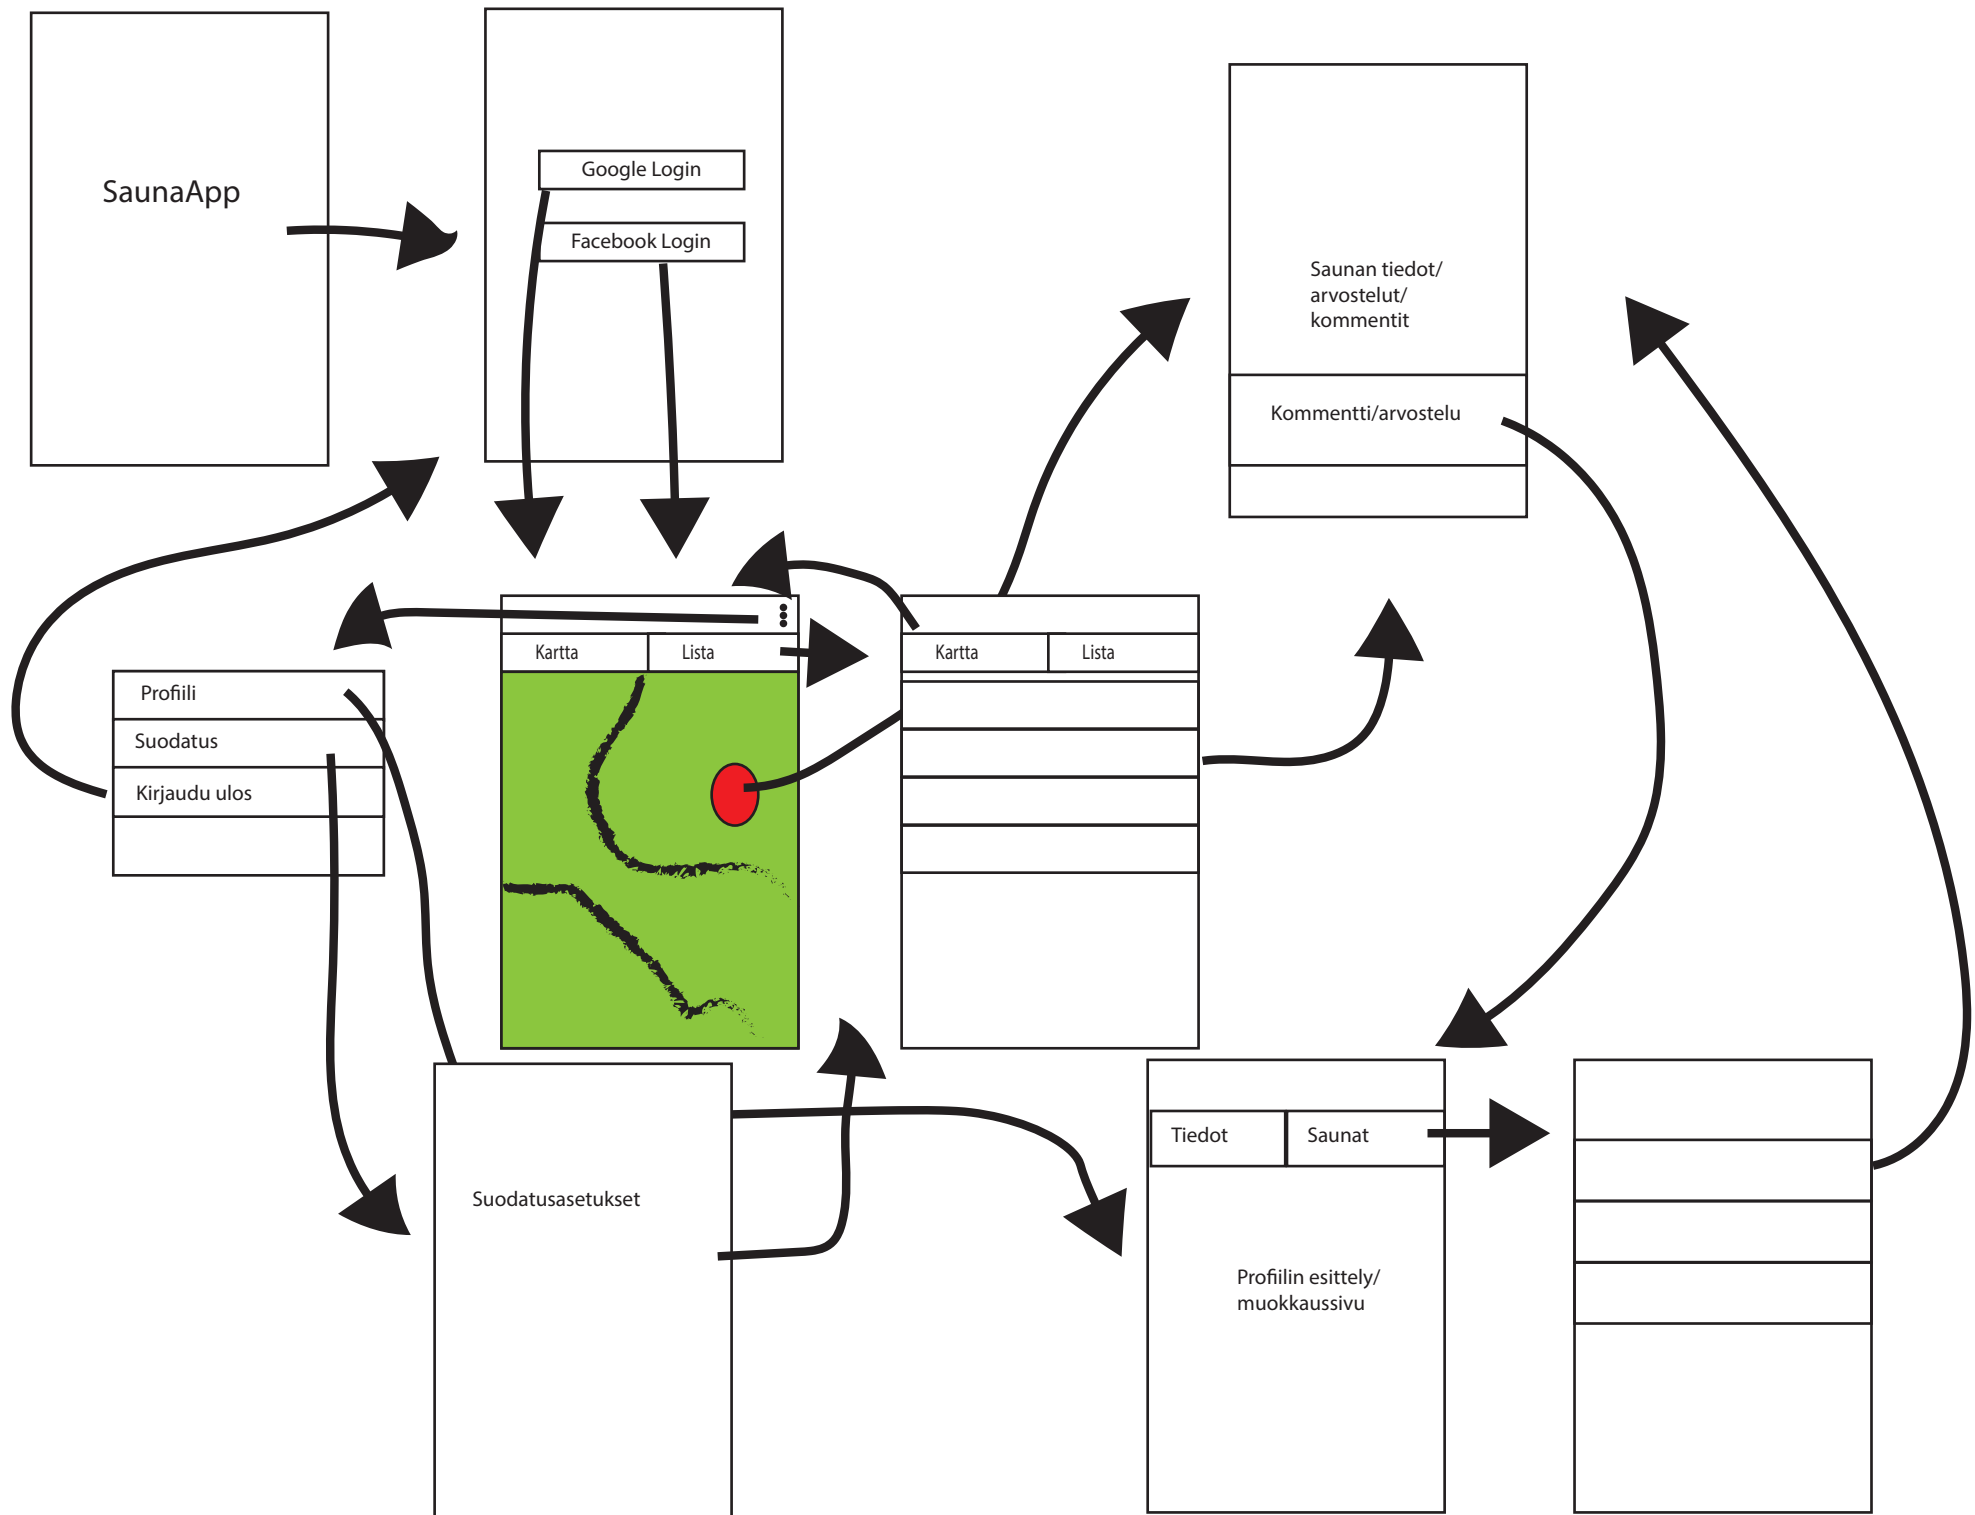 SaunaApp
Google Login
Facebook Login
Saunan tiedot/
arvostelut/
kommentit
Kommentti/arvostelu
Kartta
Lista
Kartta
Lista
Profiili
Suodatus
Kirjaudu ulos
Suodatusasetukset
Tiedot
Saunat
Profiilin esittely/
muokkaussivu